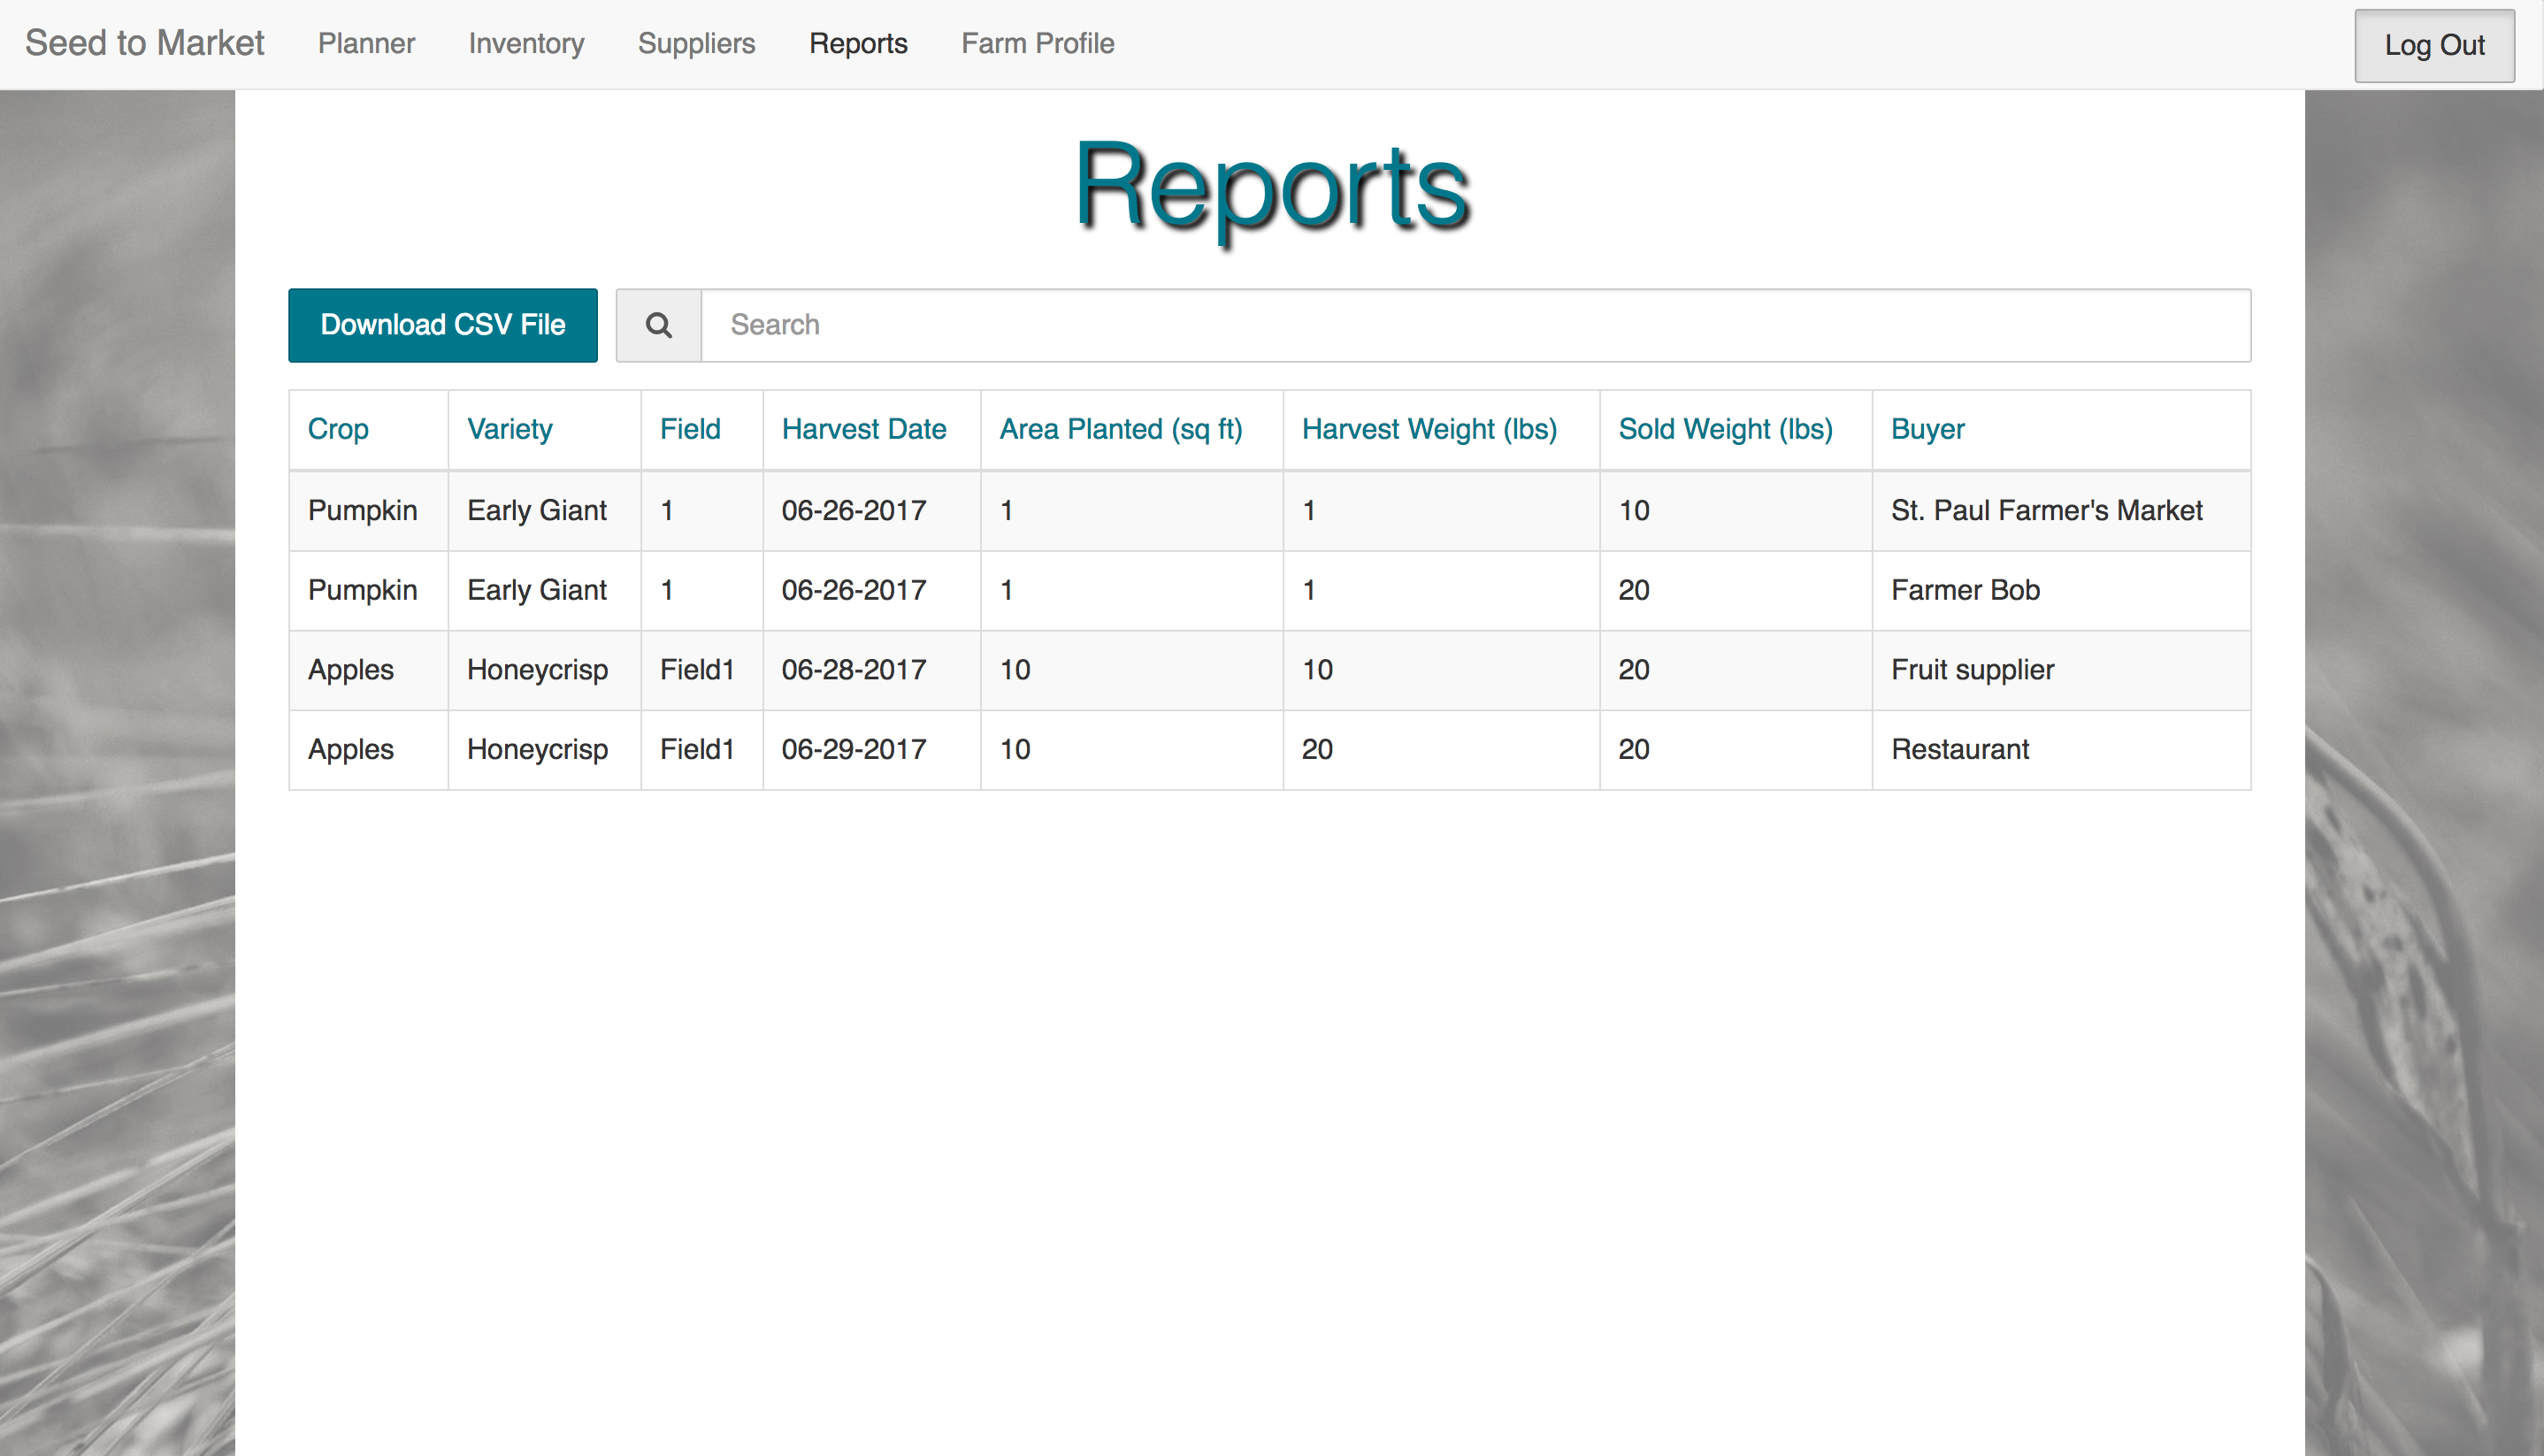 Seed to Market Planner Inventory Suppliers Reports Farm Profile Log Out
Reports
Download CSV File Search
Crop Variety Field Harvest Date Area Planted (sq ft) Harvest Weight (lbs) Sold Weight (lbs) Buyer
Pumpkin Early Giant 1 06-26-2017 1 1 10 St. Paul Farmer's Market
Pumpkin Early Giant 1 06-26-2017 1 1 20 Farmer Bob
Apples Honeycrisp Field1 06-28-2017 10 10 20 Fruit supplier
Apples Honeycrisp Field1 06-29-2017 10 20 20 Restaurant